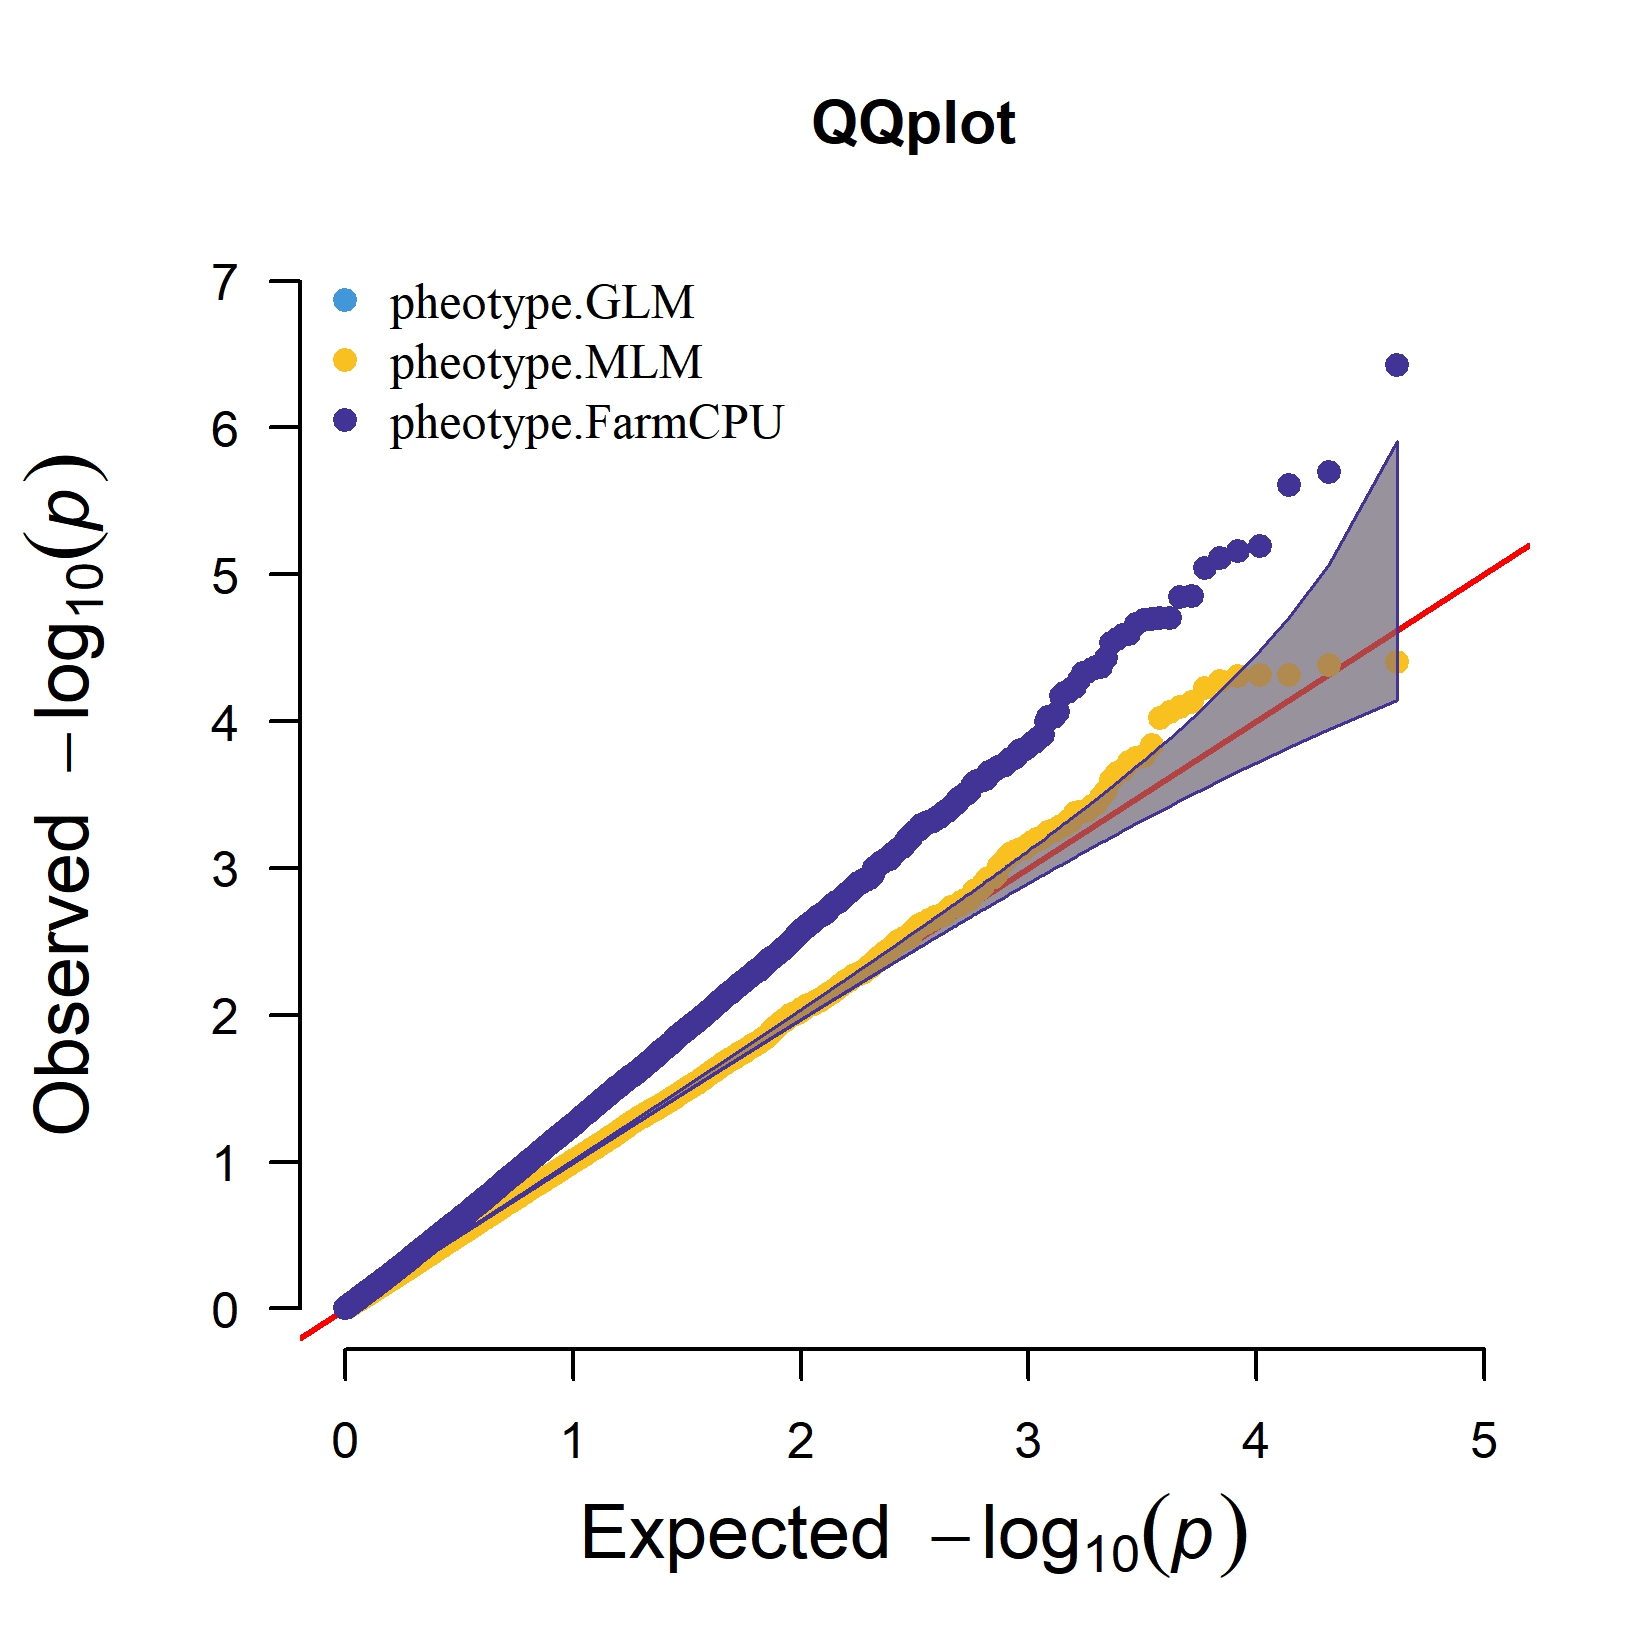 QQplot
7
6
5
4
3
2
1
0
pheotype.GLM
pheotype.MLM
pheotype.FarmCPU
Observed −log₁₀(p)
0 1 2 3 4 5
Expected −log₁₀(p)